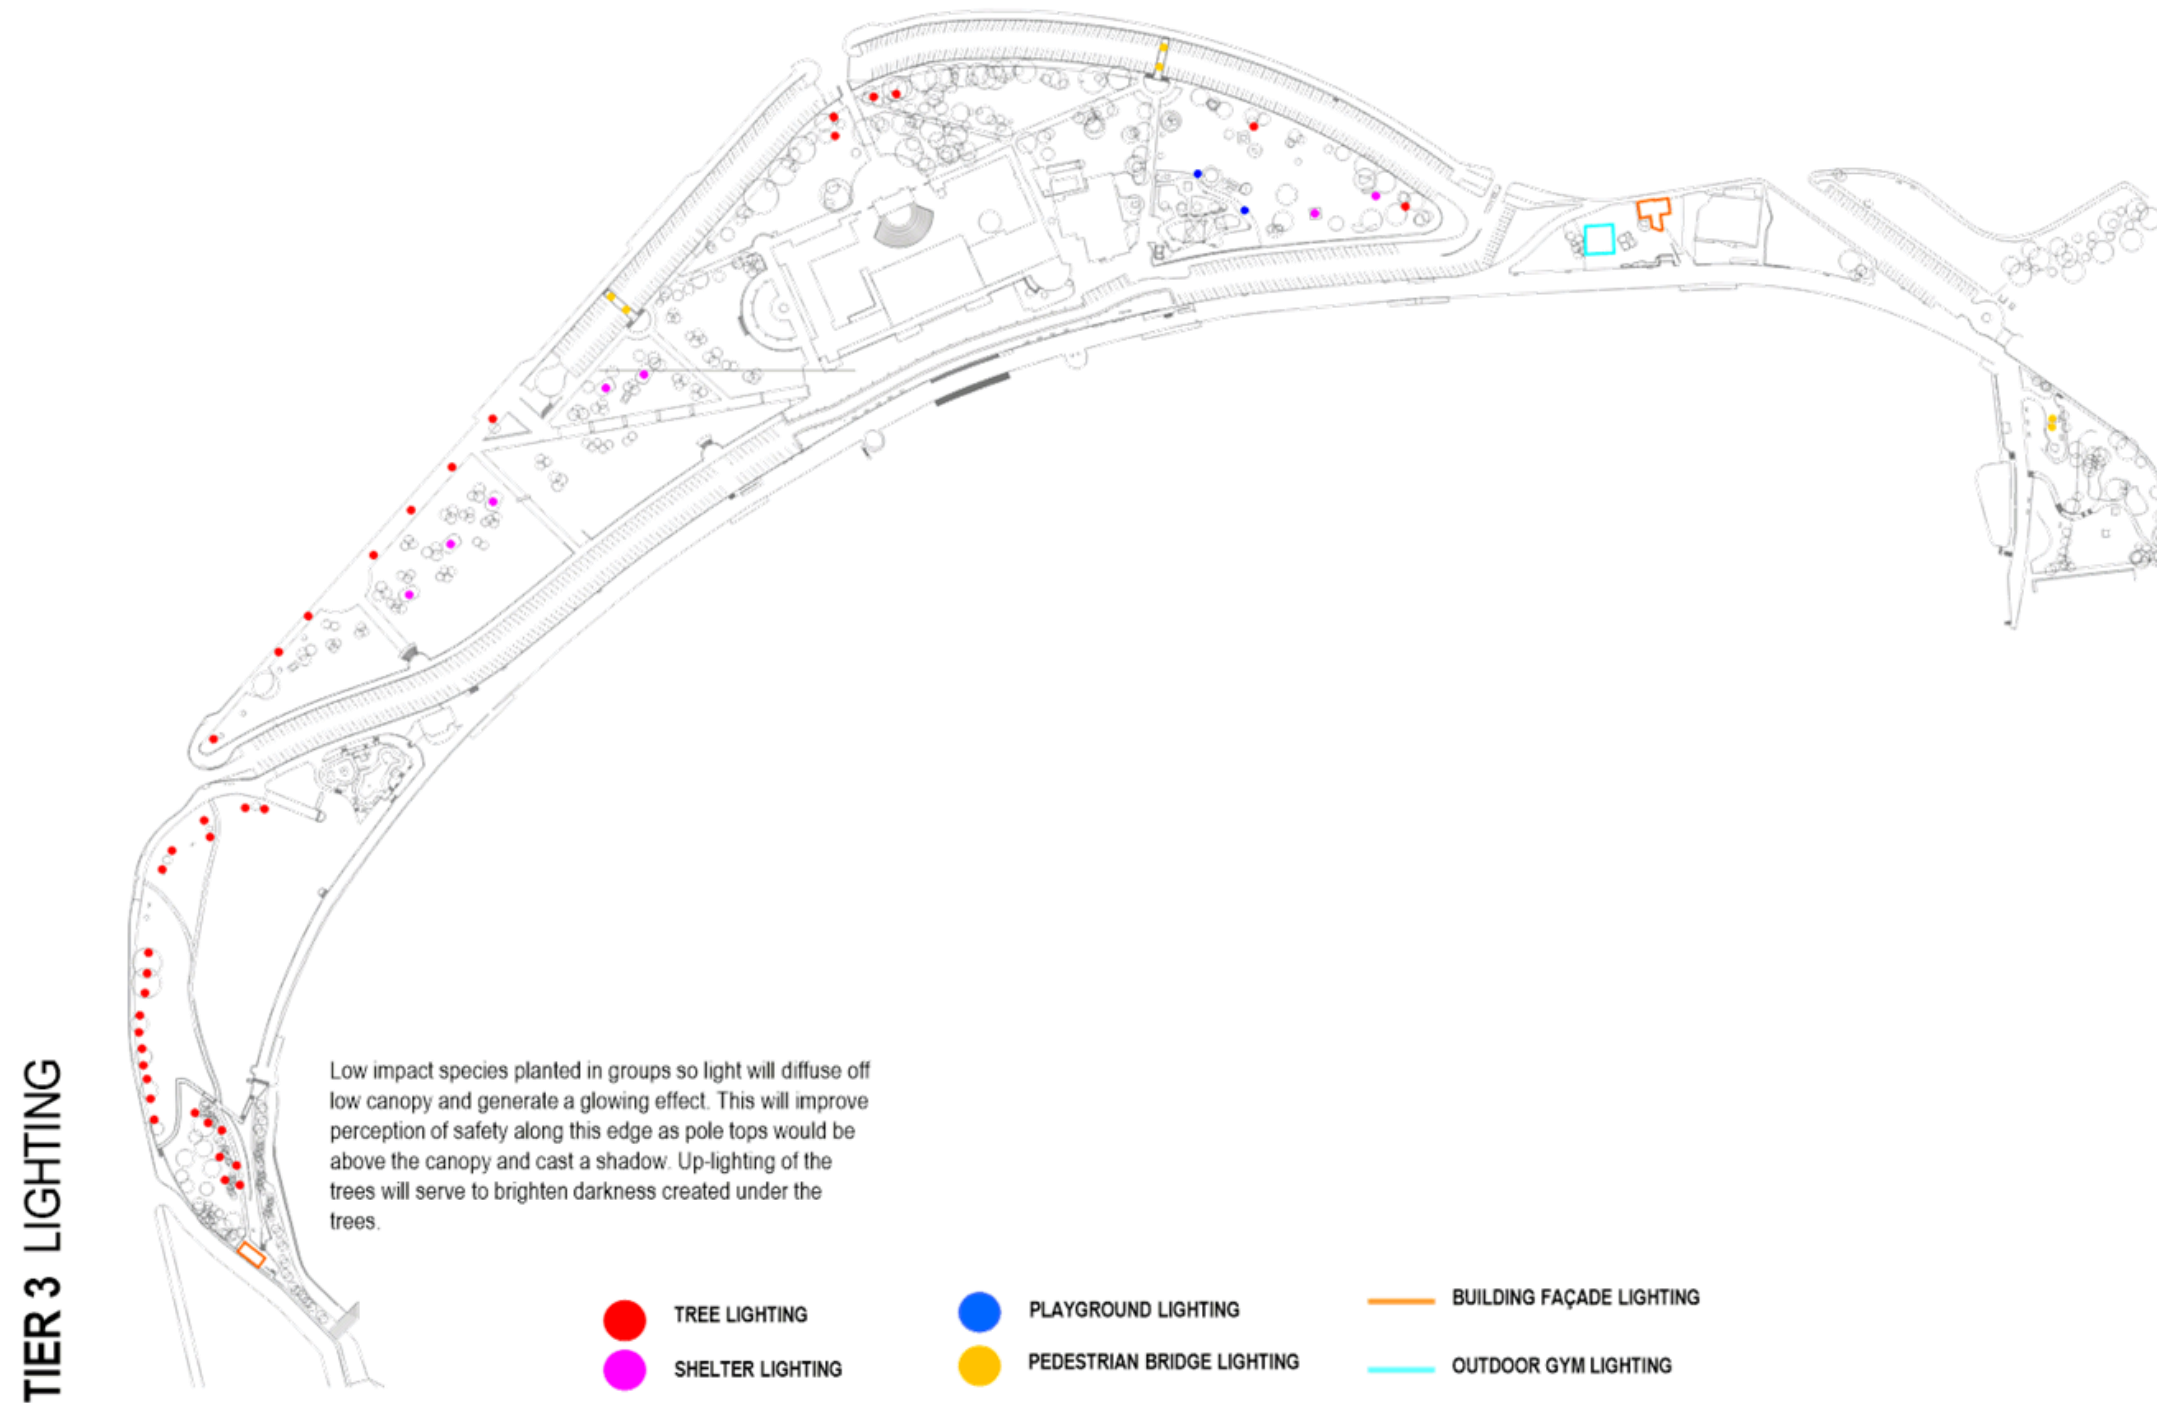 TIER 3 LIGHTING
Low impact species planted in groups so light will diffuse off
low canopy and generate a glowing effect. This will improve
perception of safety along this edge as pole tops would be
above the canopy and cast a shadow. Up-lighting of the
trees will serve to brighten darkness created under the
trees.
TREE LIGHTING
SHELTER LIGHTING
PLAYGROUND LIGHTING
PEDESTRIAN BRIDGE LIGHTING
BUILDING FAÇADE LIGHTING
OUTDOOR GYM LIGHTING